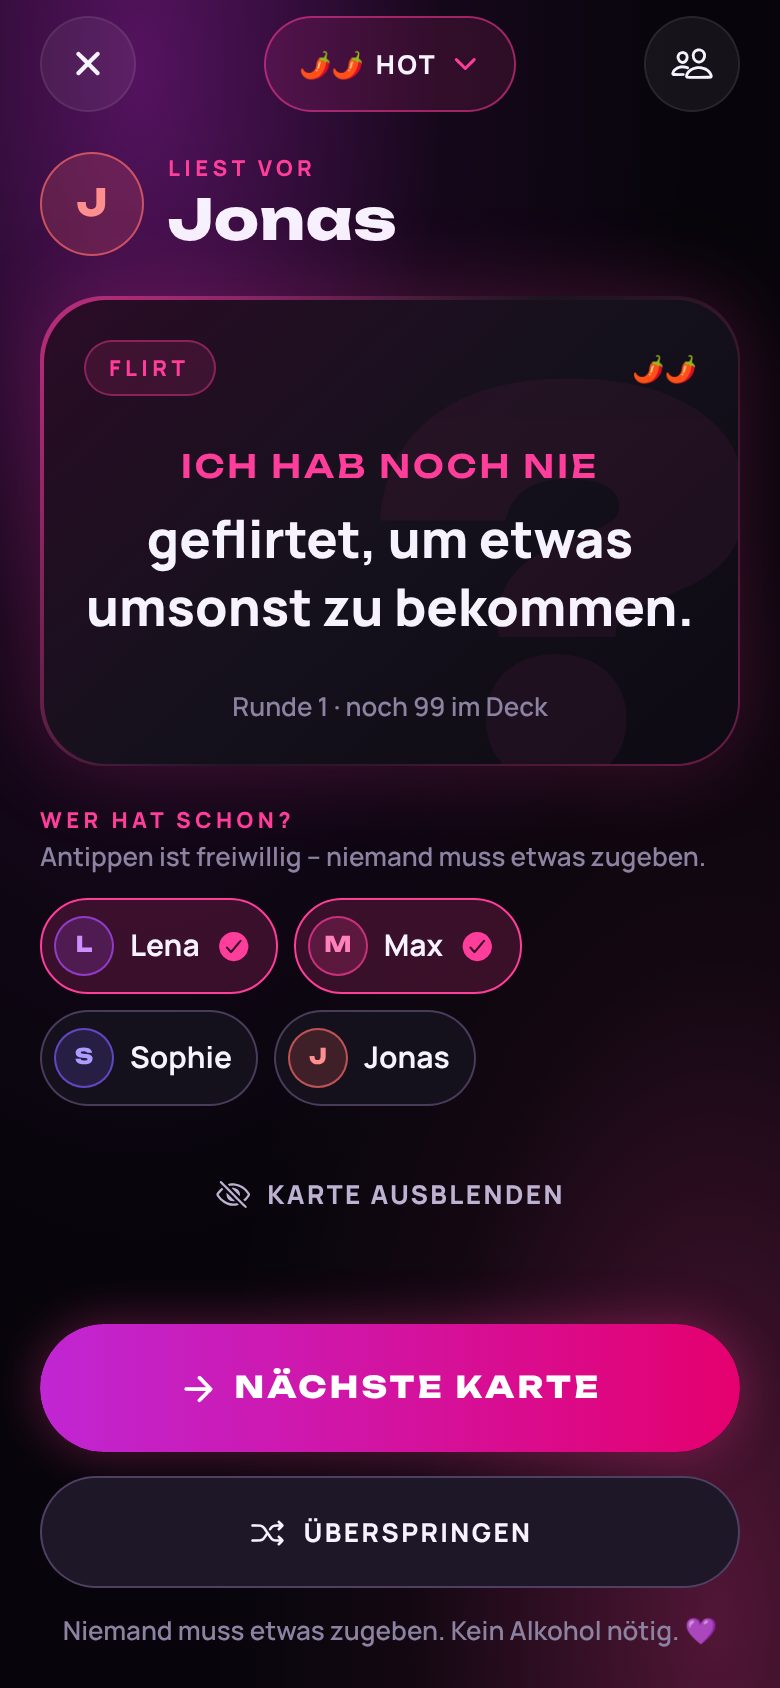 HOT
LIEST VOR
J
Jonas
FLIRT
ICH HAB NOCH NIE
geflirtet, um etwas
umsonst zu bekommen.
Runde 1 · noch 99 im Deck
WER HAT SCHON?
Antippen ist freiwillig – niemand muss etwas zugeben.
L Lena M Max
S Sophie J Jonas
KARTE AUSBLENDEN
→ NÄCHSTE KARTE
ÜBERSPRINGEN
Niemand muss etwas zugeben. Kein Alkohol nötig. 💜